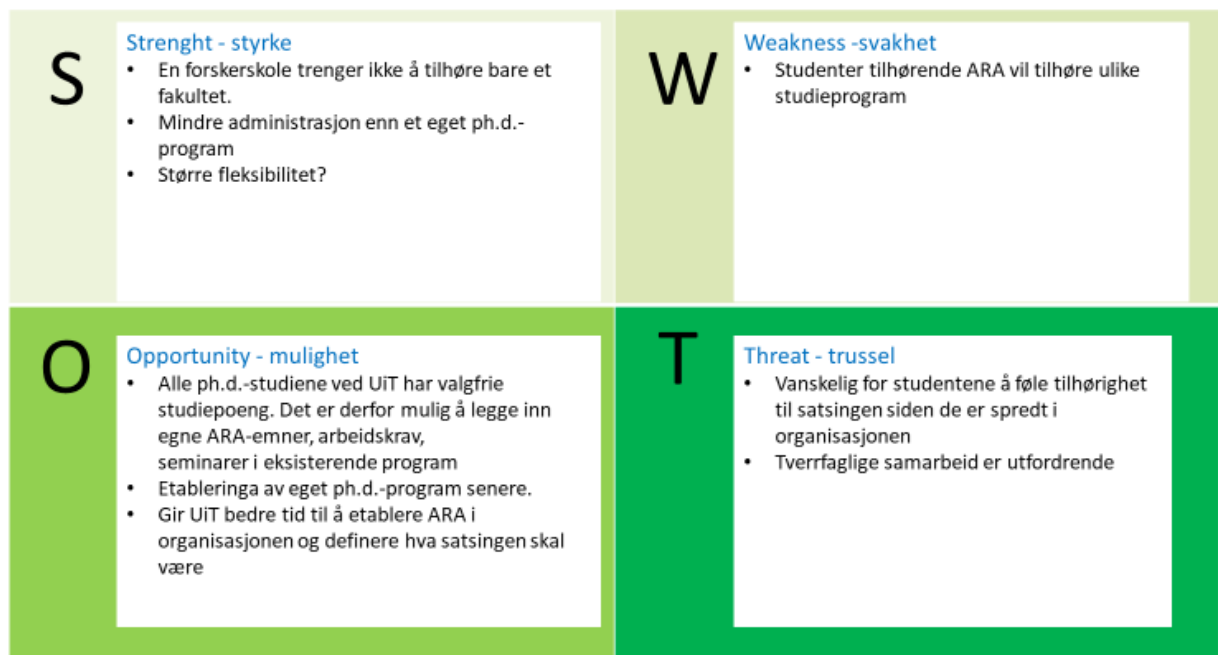 S
Strenght - styrke
• En forskerskole trenger ikke å tilhøre bare et
fakultet.
• Mindre administrasjon enn et eget ph.d.-
program
• Større fleksibilitet?
W
Weakness -svakhet
• Studenter tilhørende ARA vil tilhøre ulike
studieprogram
O
Opportunity - mulighet
• Alle ph.d.-studiene ved UiT har valgfrie
studiepoeng. Det er derfor mulig å legge inn
egne ARA-emner, arbeidskrav,
seminarer i eksisterende program
• Etableringa av eget ph.d.-program senere.
• Gir UiT bedre tid til å etablere ARA i
organisasjonen og definere hva satsingen skal
være
T
Threat - trussel
• Vanskelig for studentene å føle tilhørighet
til satsingen siden de er spredt i
organisasjonen
• Tverrfaglige samarbeid er utfordrende